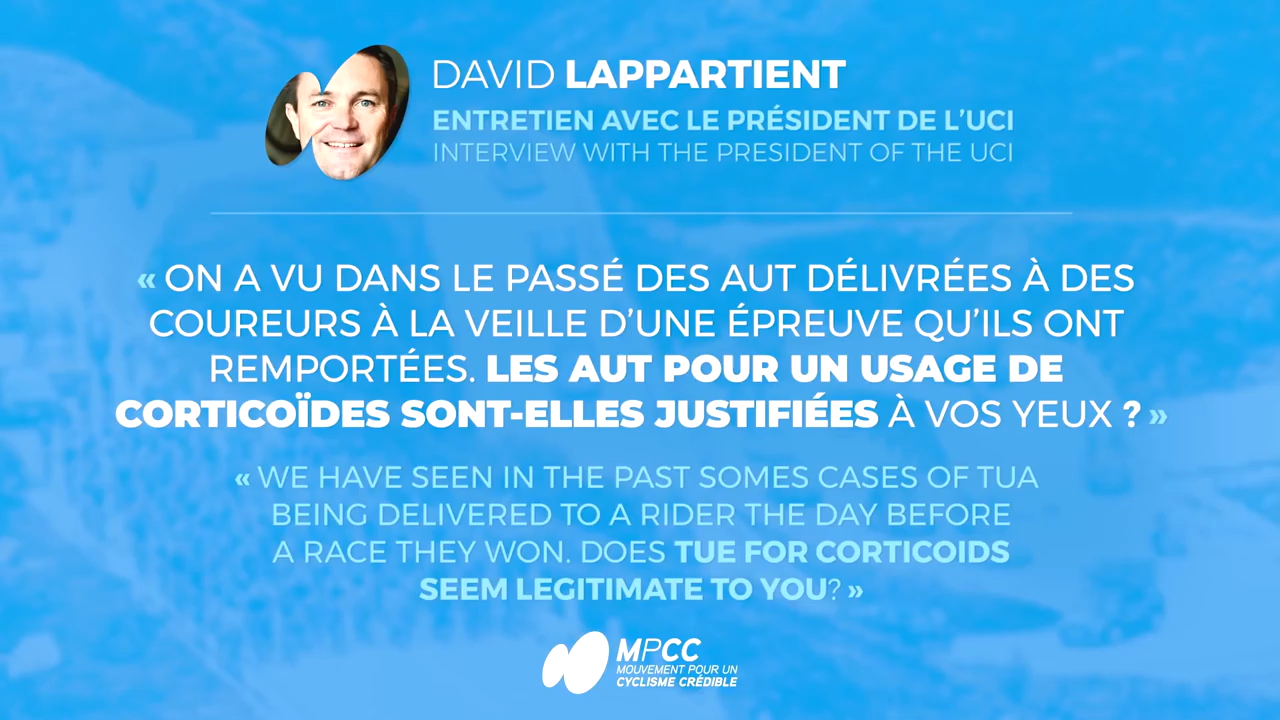 DAVID LAPPARTIENT
ENTRETIEN AVEC LE PRÉSIDENT DE L’UCI
INTERVIEW WITH THE PRESIDENT OF THE UCI
« ON A VU DANS LE PASSÉ DES AUT DÉLIVRÉES À DES
COUREURS À LA VEILLE D’UNE ÉPREUVE QU’ILS ONT
REMPORTÉES. LES AUT POUR UN USAGE DE
CORTICOÏDES SONT-ELLES JUSTIFIÉES À VOS YEUX ? »
« WE HAVE SEEN IN THE PAST SOMES CASES OF TUA
BEING DELIVERED TO A RIDER THE DAY BEFORE
A RACE THEY WON. DOES TUE FOR CORTICOIDS
SEEM LEGITIMATE TO YOU? »
MPCC
MOUVEMENT POUR UN
CYCLISME CRÉDIBLE